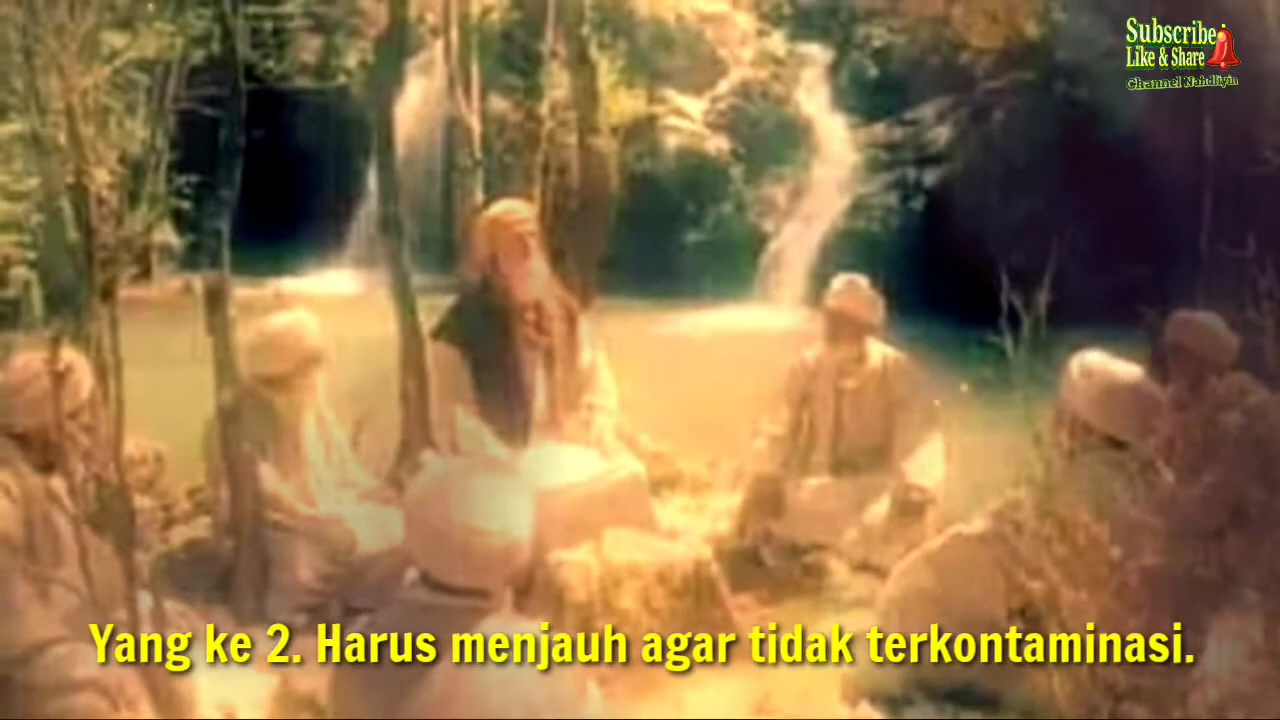 Subscribe
Like & Share
Channel Nahdliyin
Yang ke 2. Harus menjauh agar tidak terkontaminasi.